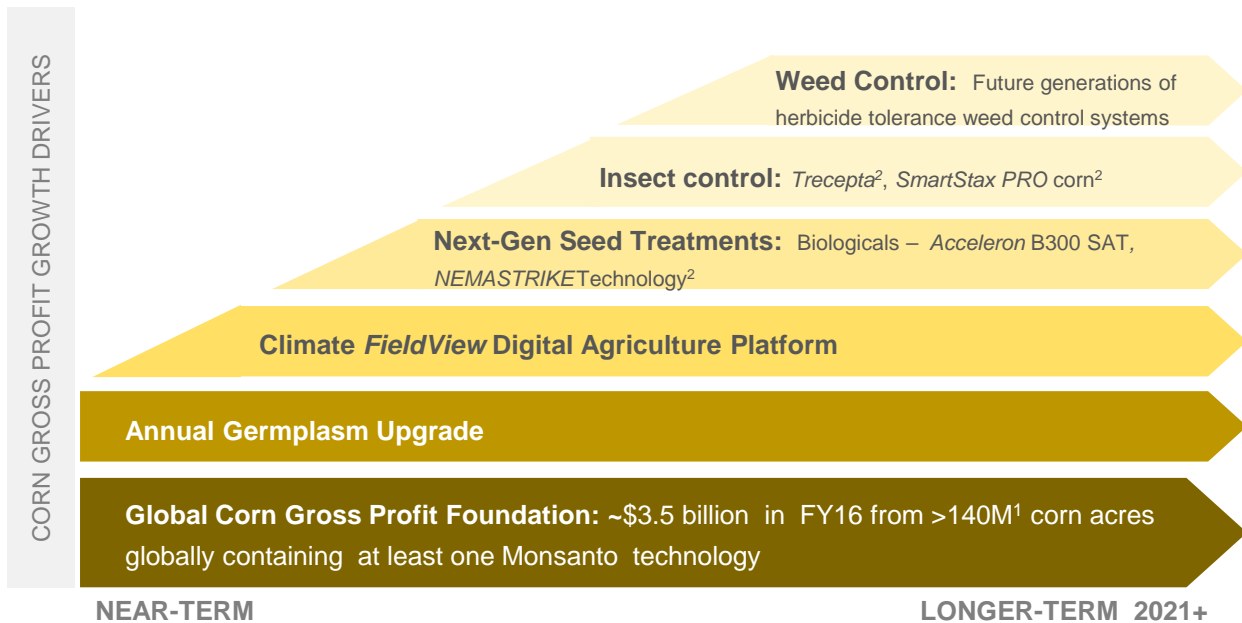 CORN GROSS PROFIT GROWTH DRIVERS
Weed Control: Future generations of
herbicide tolerance weed control systems
Insect control: Trecepta², SmartStax PRO corn²
Next-Gen Seed Treatments: Biologicals – Acceleron B300 SAT,
NEMASTRIKETechnology²
Climate FieldView Digital Agriculture Platform
Annual Germplasm Upgrade
Global Corn Gross Profit Foundation: ~$3.5 billion in FY16 from >140M¹ corn acres
globally containing at least one Monsanto technology
NEAR-TERM LONGER-TERM 2021+